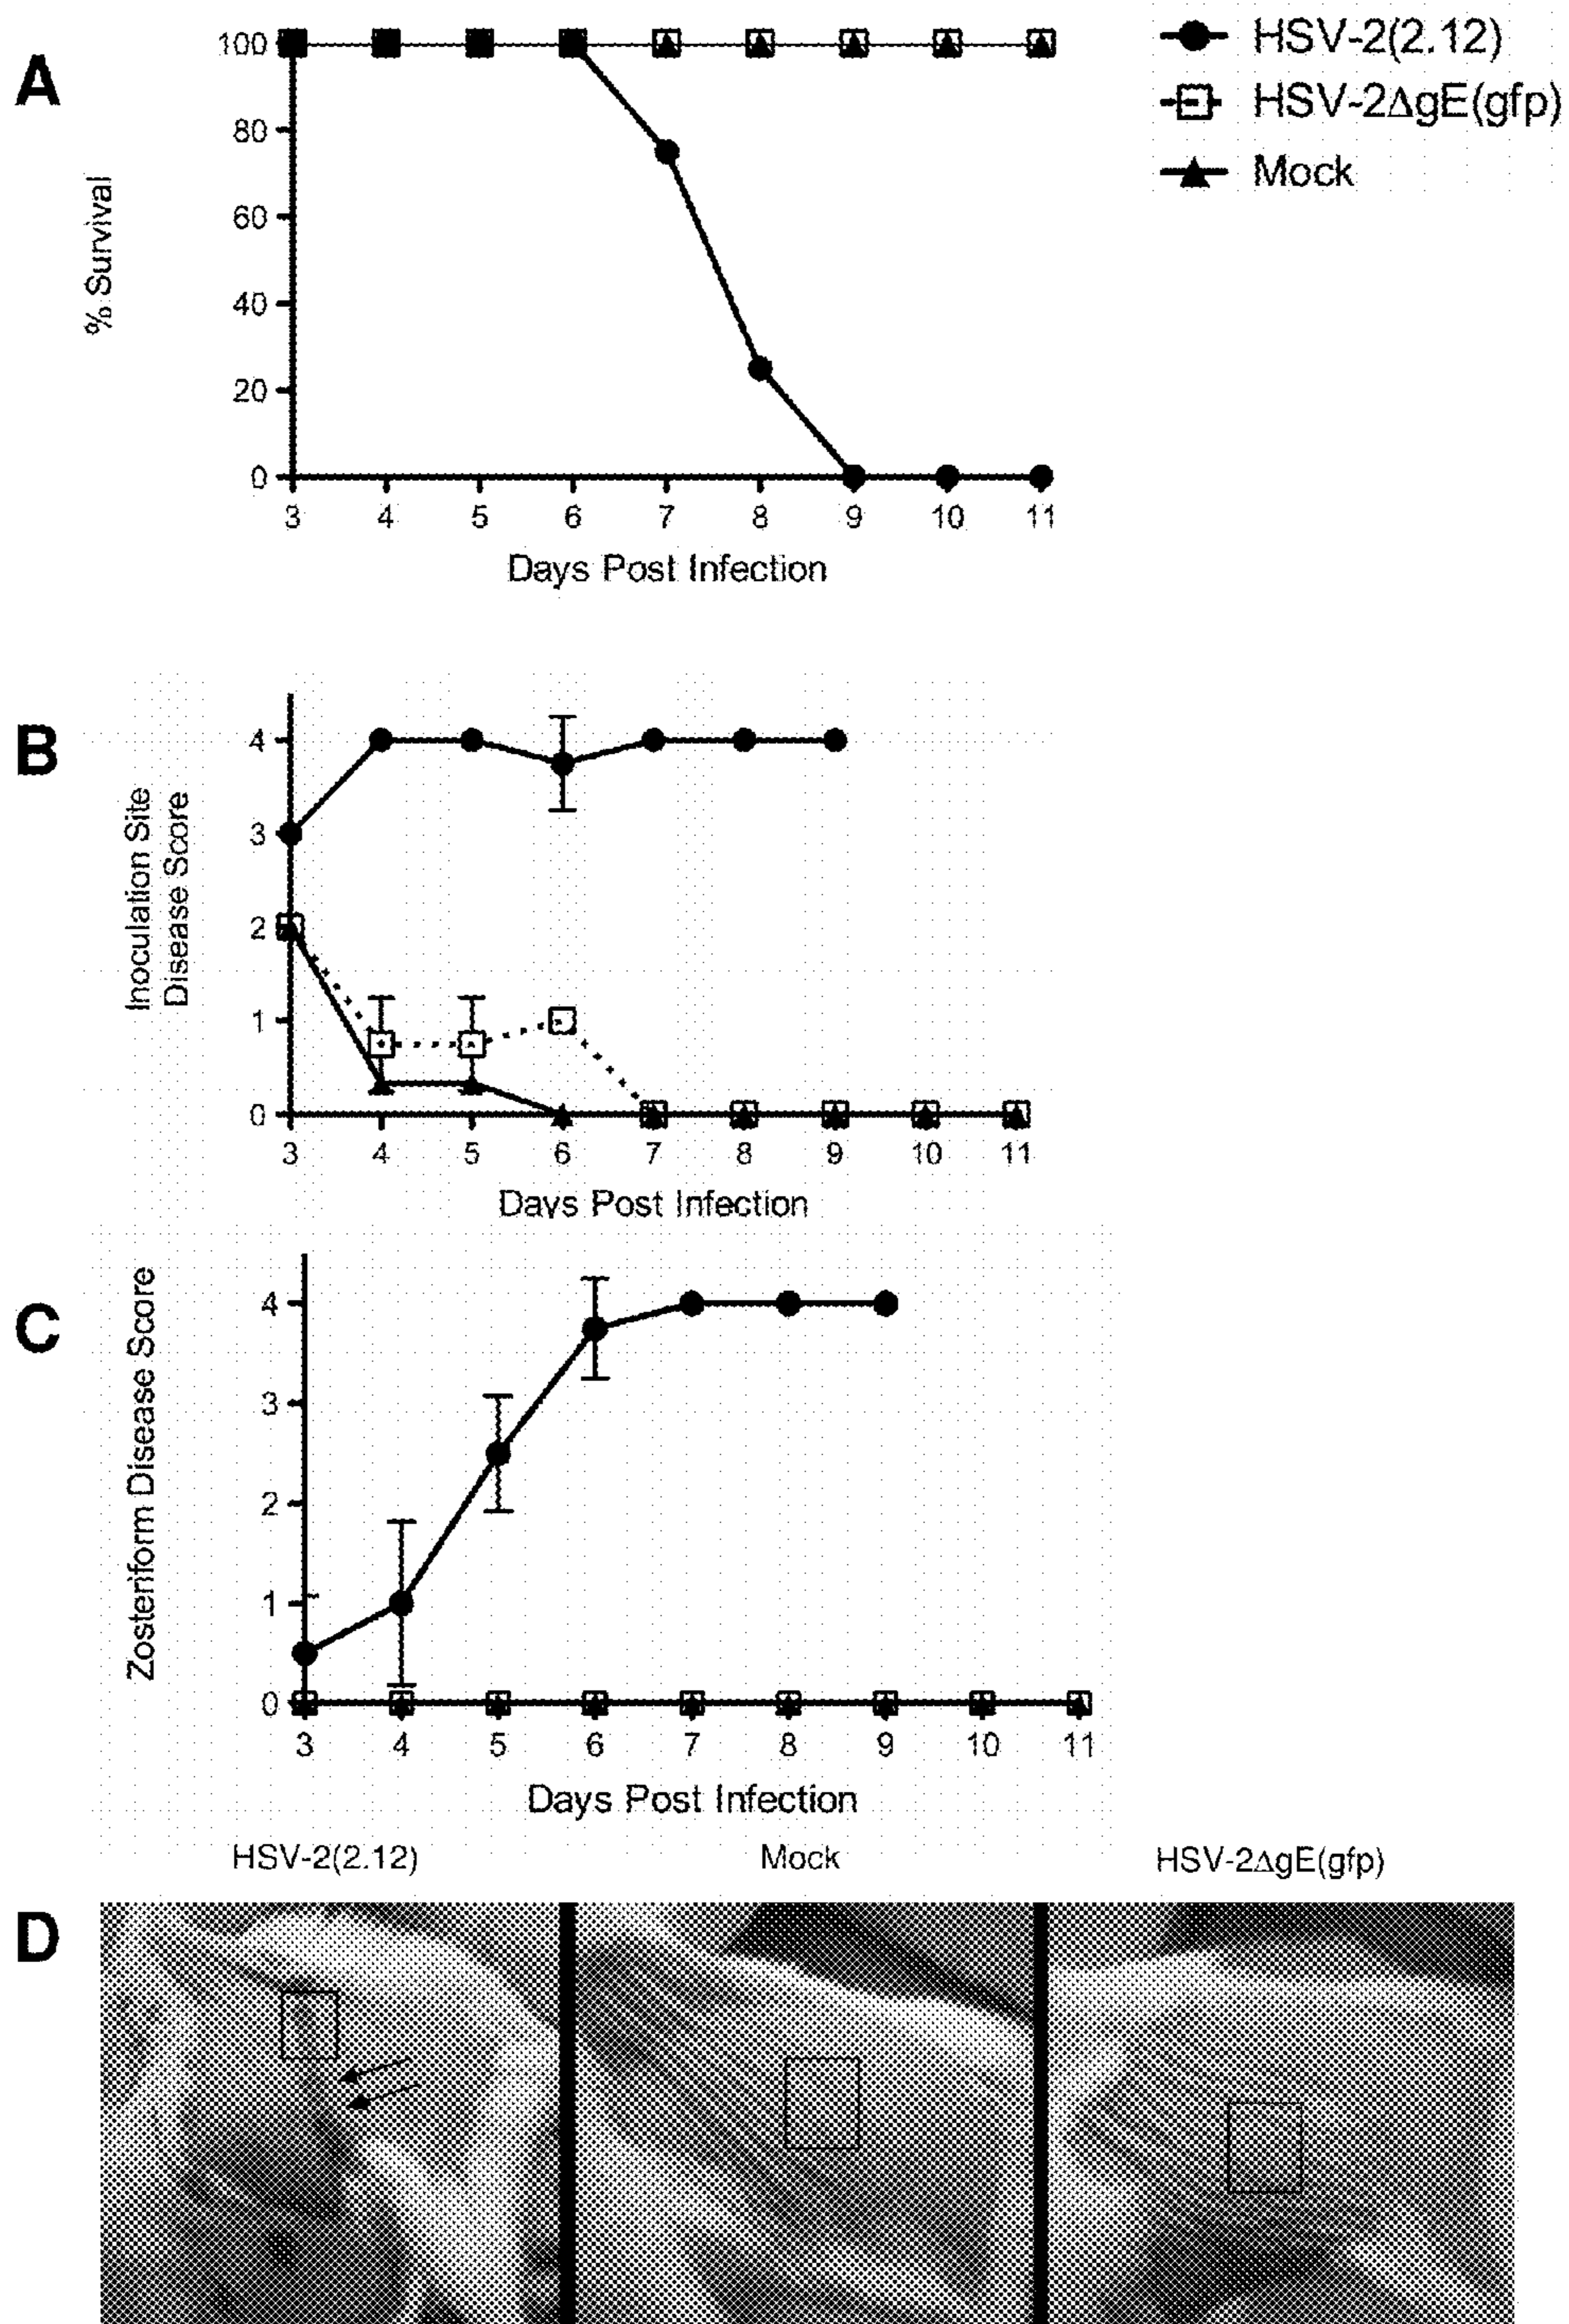 A
100
80
60
40
20
0
% Survival
3 4 5 6 7 8 9 10 11
Days Post Infection
HSV-2(2.12)
HSV-2ΔgE(gfp)
Mock
B
4
3
2
1
0
Inoculation Site
Disease Score
3 4 5 6 7 8 9 10 11
Days Post Infection
C
4
3
2
1
0
Zosteriform Disease Score
3 4 5 6 7 8 9 10 11
Days Post Infection
HSV-2(2.12) Mock HSV-2ΔgE(gfp)
D